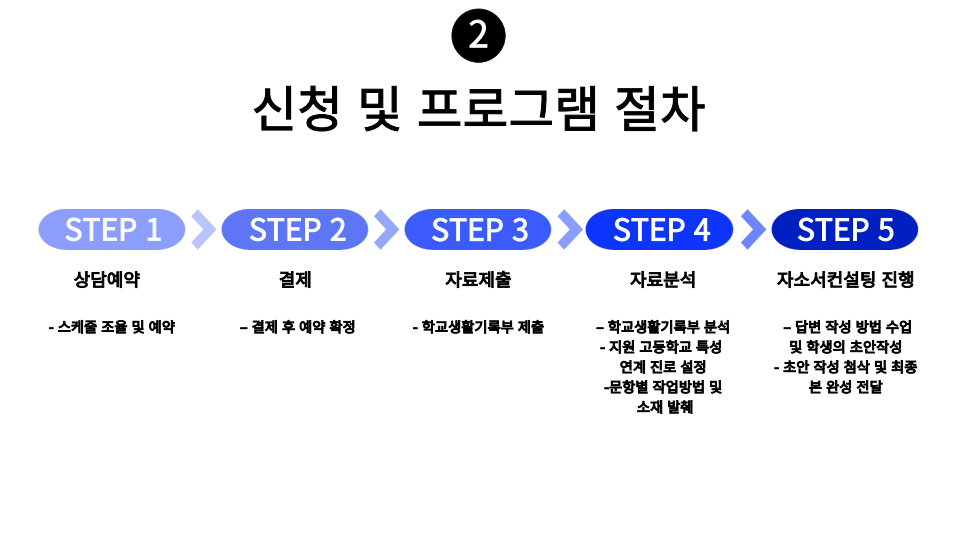 2
신청 및 프로그램 절차
STEP 1
STEP 2
STEP 3
STEP 4
STEP 5
상담예약
결제
자료제출
자료분석
자소서컨설팅 진행
- 스케줄 조율 및 예약
– 결제 후 예약 확정
- 학교생활기록부 제출
– 학교생활기록부 분석
- 지원 고등학교 특성
연계 진로 설정
-문항별 작업방법 및
소재 발췌
– 답변 작성 방법 수업
및 학생의 초안작성
- 초안 작성 첨삭 및 최종
본 완성 전달